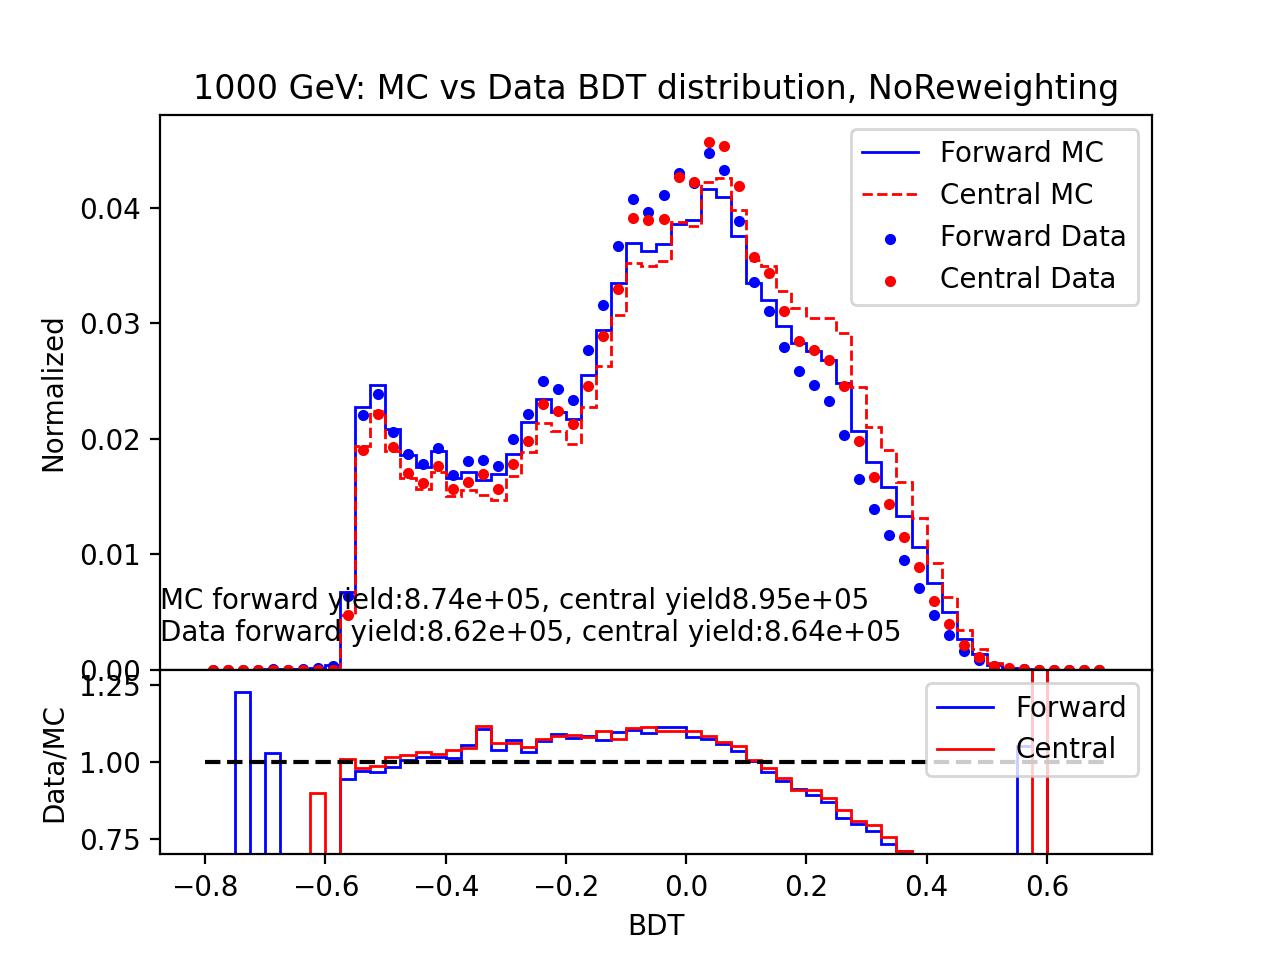 1000 GeV: MC vs Data BDT distribution, NoReweighting
Forward MC
Central MC
Forward Data
Central Data
Normalized
0.04
0.03
0.02
0.01
0.00
MC forward yield:8.74e+05, central yield8.95e+05
Data forward yield:8.62e+05, central yield:8.64e+05
Forward
Central
Data/MC
1.25
1.00
0.75
−0.8 −0.6 −0.4 −0.2 0.0 0.2 0.4 0.6
BDT